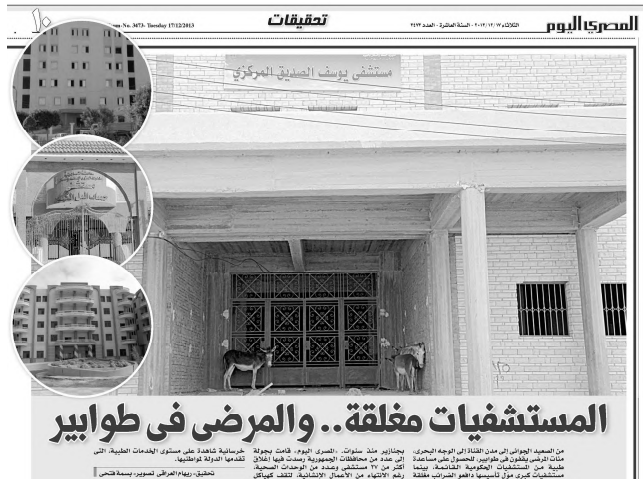 المصرى اليوم
الثلاثاء ٢٠١٣/١٢/١٧ - السنة العاشرة - العدد ٣٤٧٣
تحقيقات
No. 3473- Tuesday 17/12/2013
١٠
مستشفى يوسف الصديق المركزي
المستشفيات مغلقة.. والمرضى فى طوابير
من الصعيد الجوانى إلى مدن القناة إلى الوجه البحرى،
مئات المرضى يقفون فى طوابير، للحصول على مساعدة
طبية من المستشفيات الحكومية القائمة، بينما
مستشفيات كبرى مول تأسيسها دافعو الضرائب مغلقة
بجنازير منذ سنوات. «المصرى اليوم» قامت بجولة
إلى عدد من محافظات الجمهورية رصدت فيها إغلاق
أكثر من ٢٧ مستشفى وعدد من الوحدات الصحية،
رغم الانتهاء من الأعمال الإنشائية، لتقف كهياكل
خرسانية شاهدة على مستوى الخدمات الطبية، التى
تقدمها الدولة لمواطنيها.
تحقيق- ريهام العراقى تصوير- بسمة فتحى